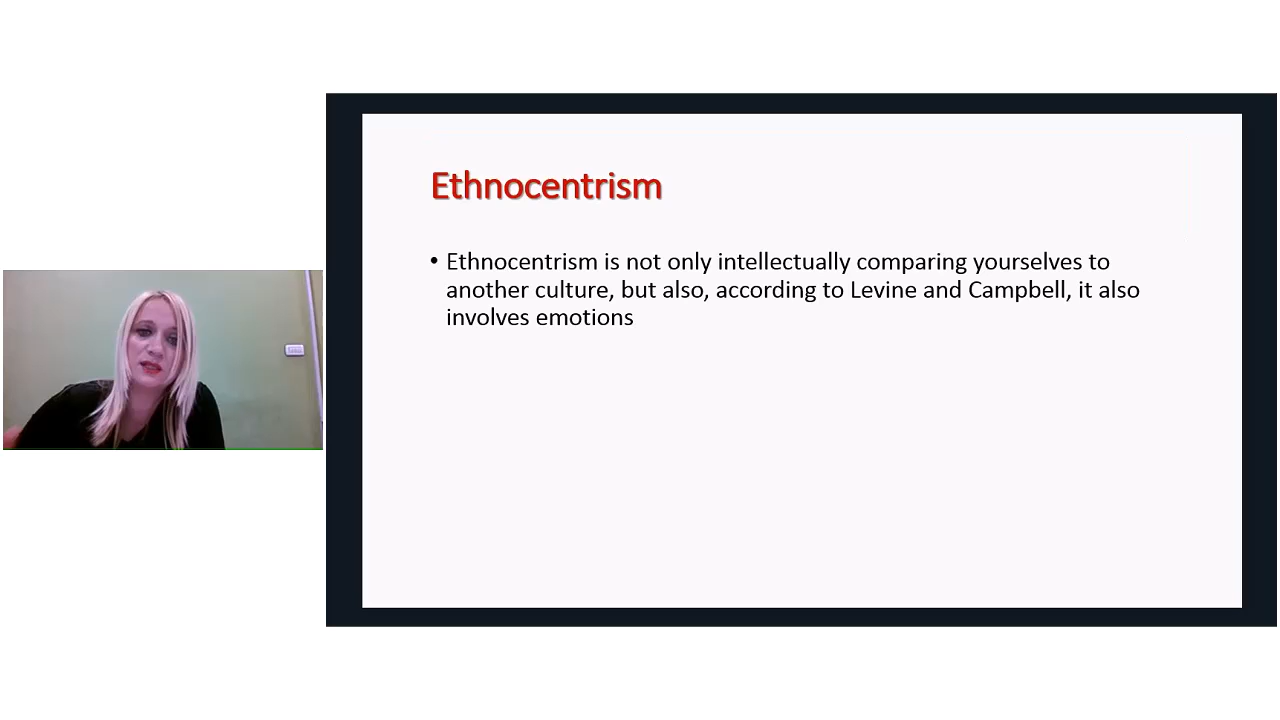 Ethnocentrism
• Ethnocentrism is not only intellectually comparing yourselves to
another culture, but also, according to Levine and Campbell, it also
involves emotions